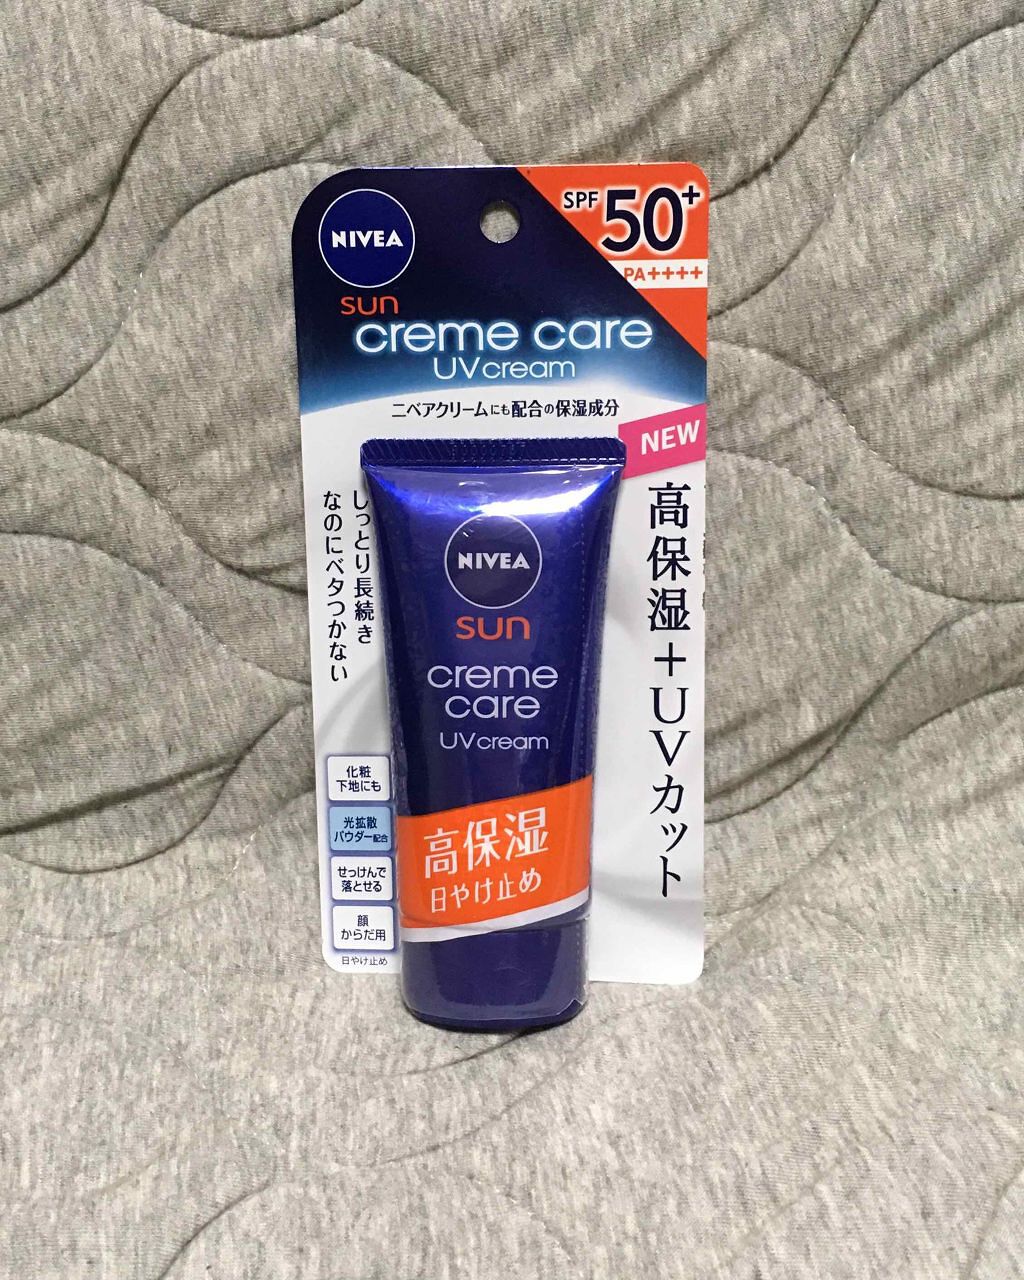 NIVEA
sun
creme care
UV cream
SPF 50+
PA++++
ニベアクリームにも配合の保湿成分
NEW
高保湿+UVカット
しっとり長続き
なのにベタつかない
NIVEA
sun
creme
care
UV cream
高保湿
日やけ止め
化粧
下地にも
光拡散
パウダー配合
せっけんで
落とせる
顔
からだ用
日やけ止め